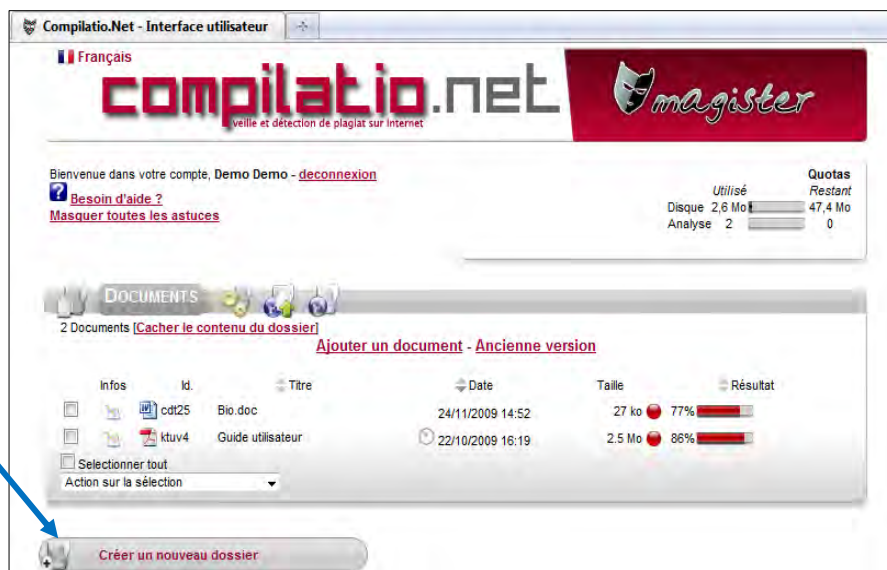 Compilatio.Net - Interface utilisateur
Français
compilatio.net
veille et détection de plagiat sur Internet
magister
Bienvenue dans votre compte, Demo Demo - deconnexion
Quotas
Besoin d'aide ?
Utilisé Restant
Masquer toutes les astuces
Disque 2,6 Mo 47,4 Mo
Analyse 2 0
DOCUMENTS
2 Documents [Cacher le contenu du dossier]
Ajouter un document - Ancienne version
Infos Id. Titre Date Taille Résultat
cdt25 Bio.doc 24/11/2009 14:52 27 ko 77%
ktuv4 Guide utilisateur 22/10/2009 16:19 2.5 Mo 86%
Selectionner tout
Action sur la sélection
Créer un nouveau dossier